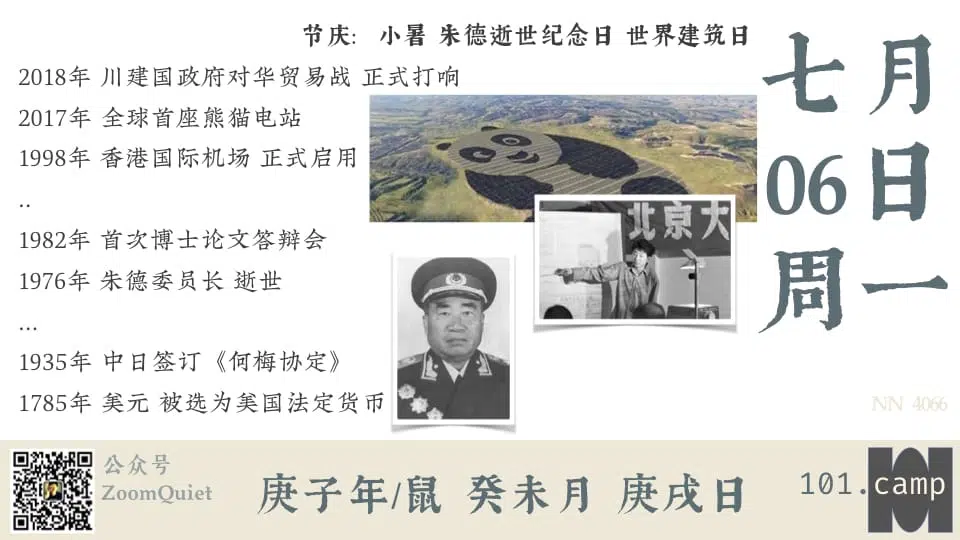 节庆: 小暑 朱德逝世纪念日 世界建筑日
七月
06日
周一
2018年 川建国政府对华贸易战 正式打响
2017年 全球首座熊猫电站
1998年 香港国际机场 正式启用
..
1982年 首次博士论文答辩会
1976年 朱德委员长 逝世
...
1935年 中日签订《何梅协定》
1785年 美元 被选为美国法定货币
北京大
NN 4066
公众号
ZoomQuiet
庚子年/鼠 癸未月 庚戌日
101.camp